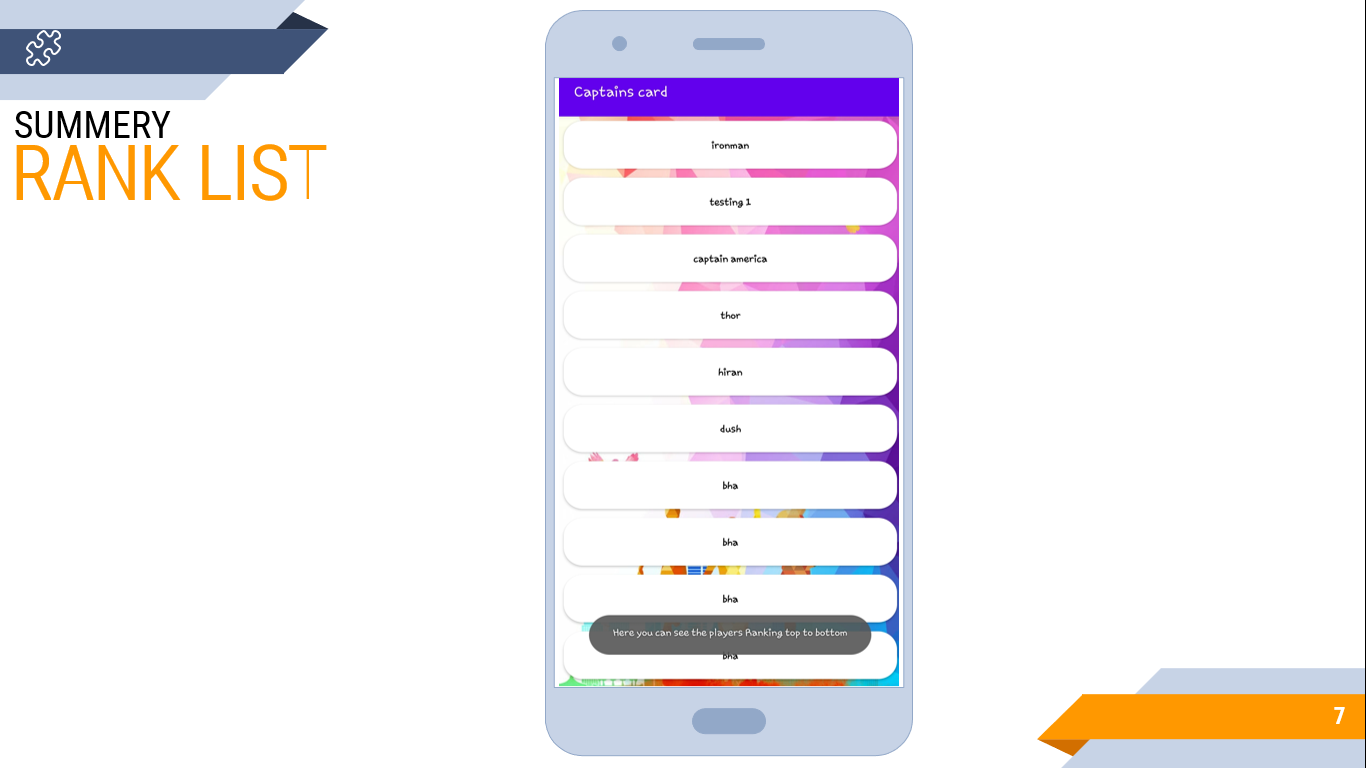 SUMMERY
RANK LIST
Captains card
ironman
testing 1
captain america
thor
hiran
dush
bha
bha
bha
Here you can see the players Ranking top to bottom
bha
7